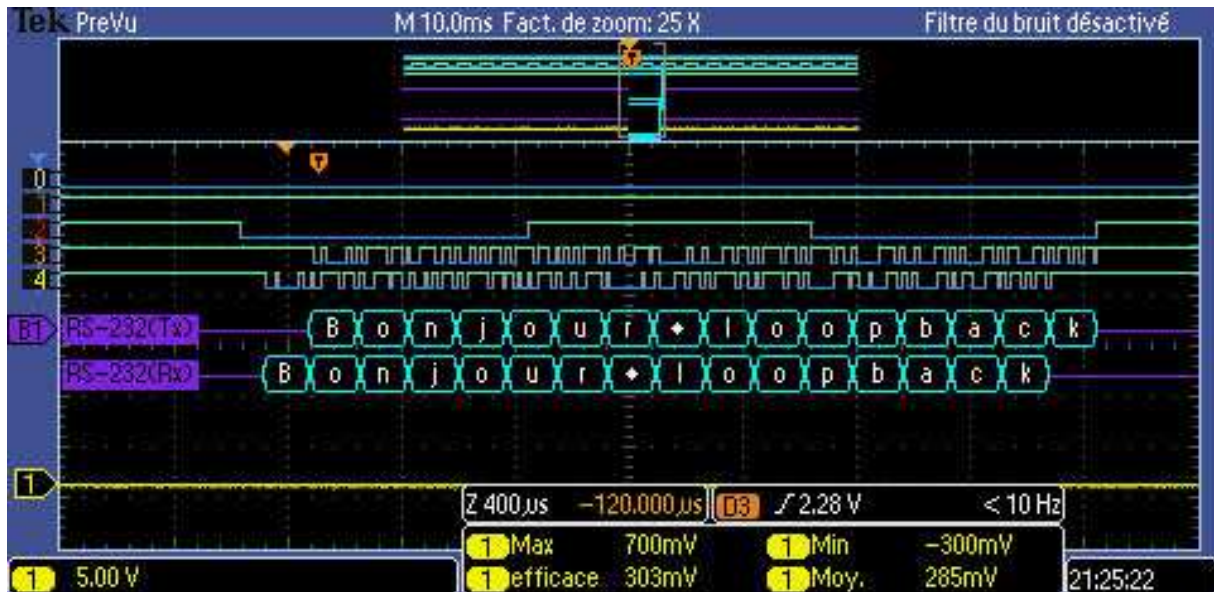 Tek PreVu M 10.0ms Fact. de zoom: 25 X Filtre du bruit désactivé
T
T
0
1
2
3
4
B1 RS-232(Tx) B o n j o u r ◆ l o o p b a c k
RS-232(Rx) B o n j o u r ◆ l o o p b a c k
1
Z 400µs -120.000µs D3 2.28 V < 10 Hz
1 Max 700mV 1 Min -300mV
1 5.00 V 1 efficace 303mV 1 Moy. 285mV 21:25:22